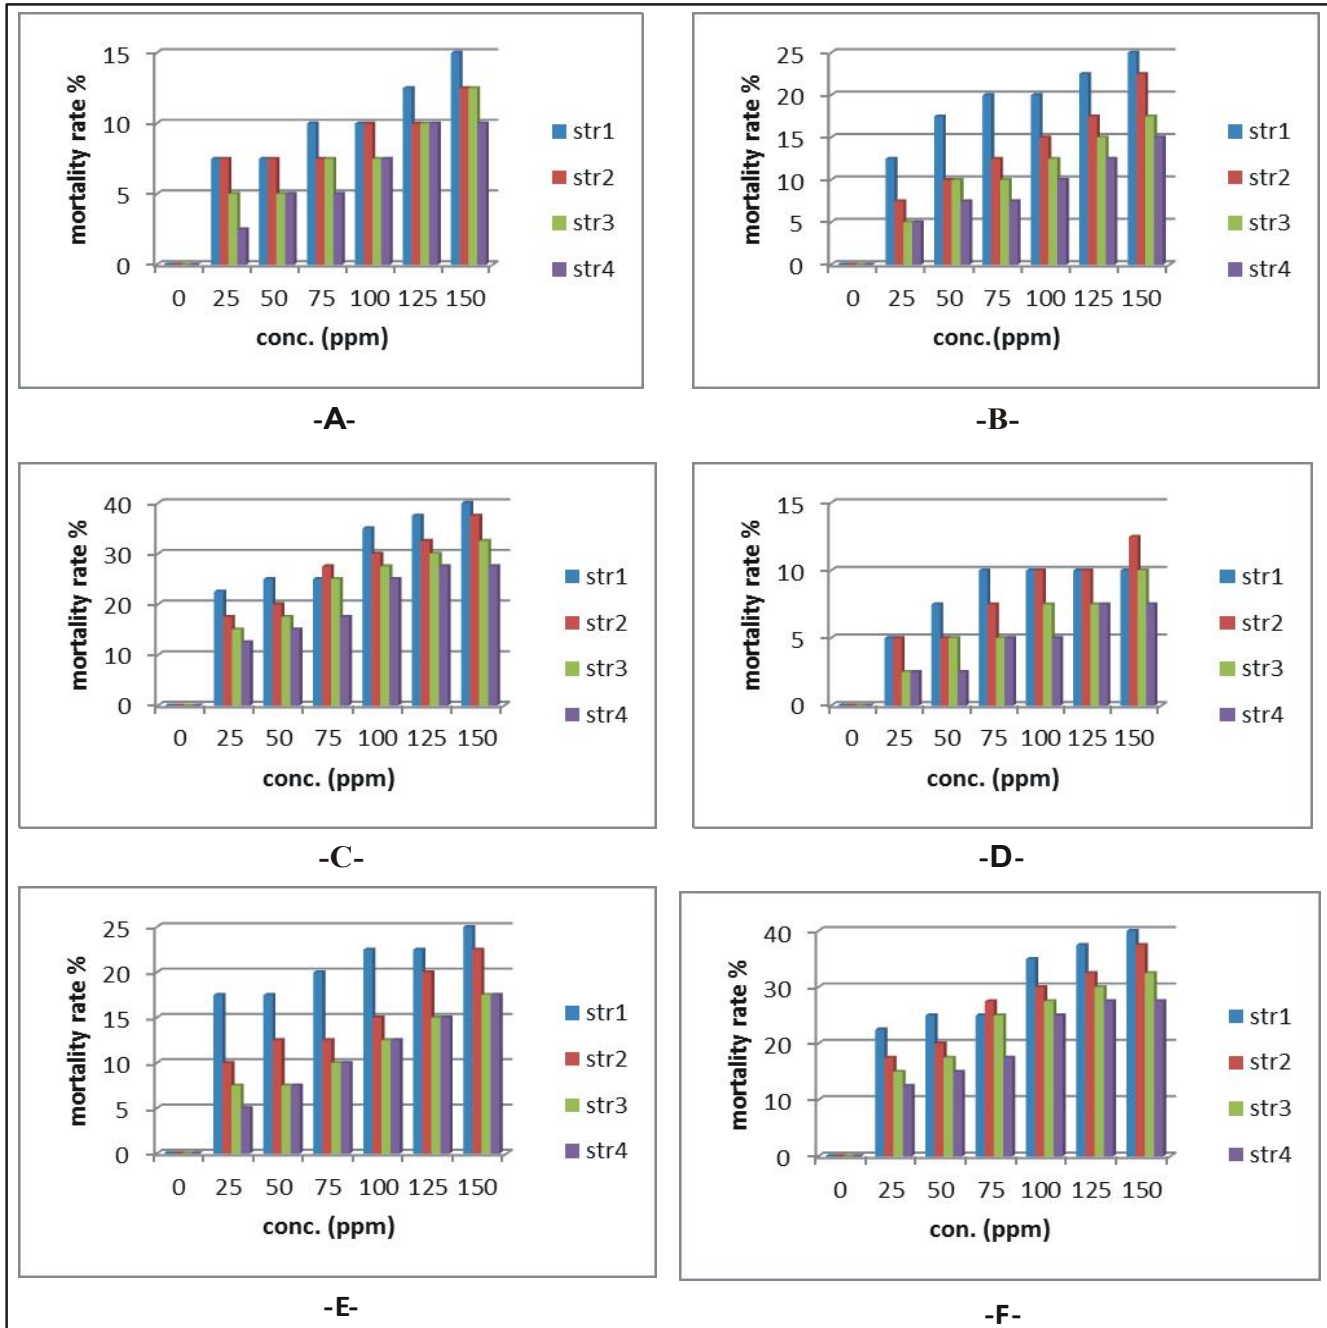 15
10
5
0
mortality rate %
0 25 50 75 100 125 150
conc. (ppm)
str1
str2
str3
str4
-A-
25
20
15
10
5
0
mortality rate %
0 25 50 75 100 125 150
conc.(ppm)
str1
str2
str3
str4
-B-
40
30
20
10
0
mortality rate %
0 25 50 75 100 125 150
conc. (ppm)
str1
str2
str3
str4
-C-
15
10
5
0
mortality rate %
0 25 50 75 100 125 150
conc. (ppm)
str1
str2
str3
str4
-D-
25
20
15
10
5
0
mortality rate %
0 25 50 75 100 125 150
conc. (ppm)
str1
str2
str3
str4
-E-
40
30
20
10
0
mortality rate %
0 25 50 75 100 125 150
con. (ppm)
str1
str2
str3
str4
-F-